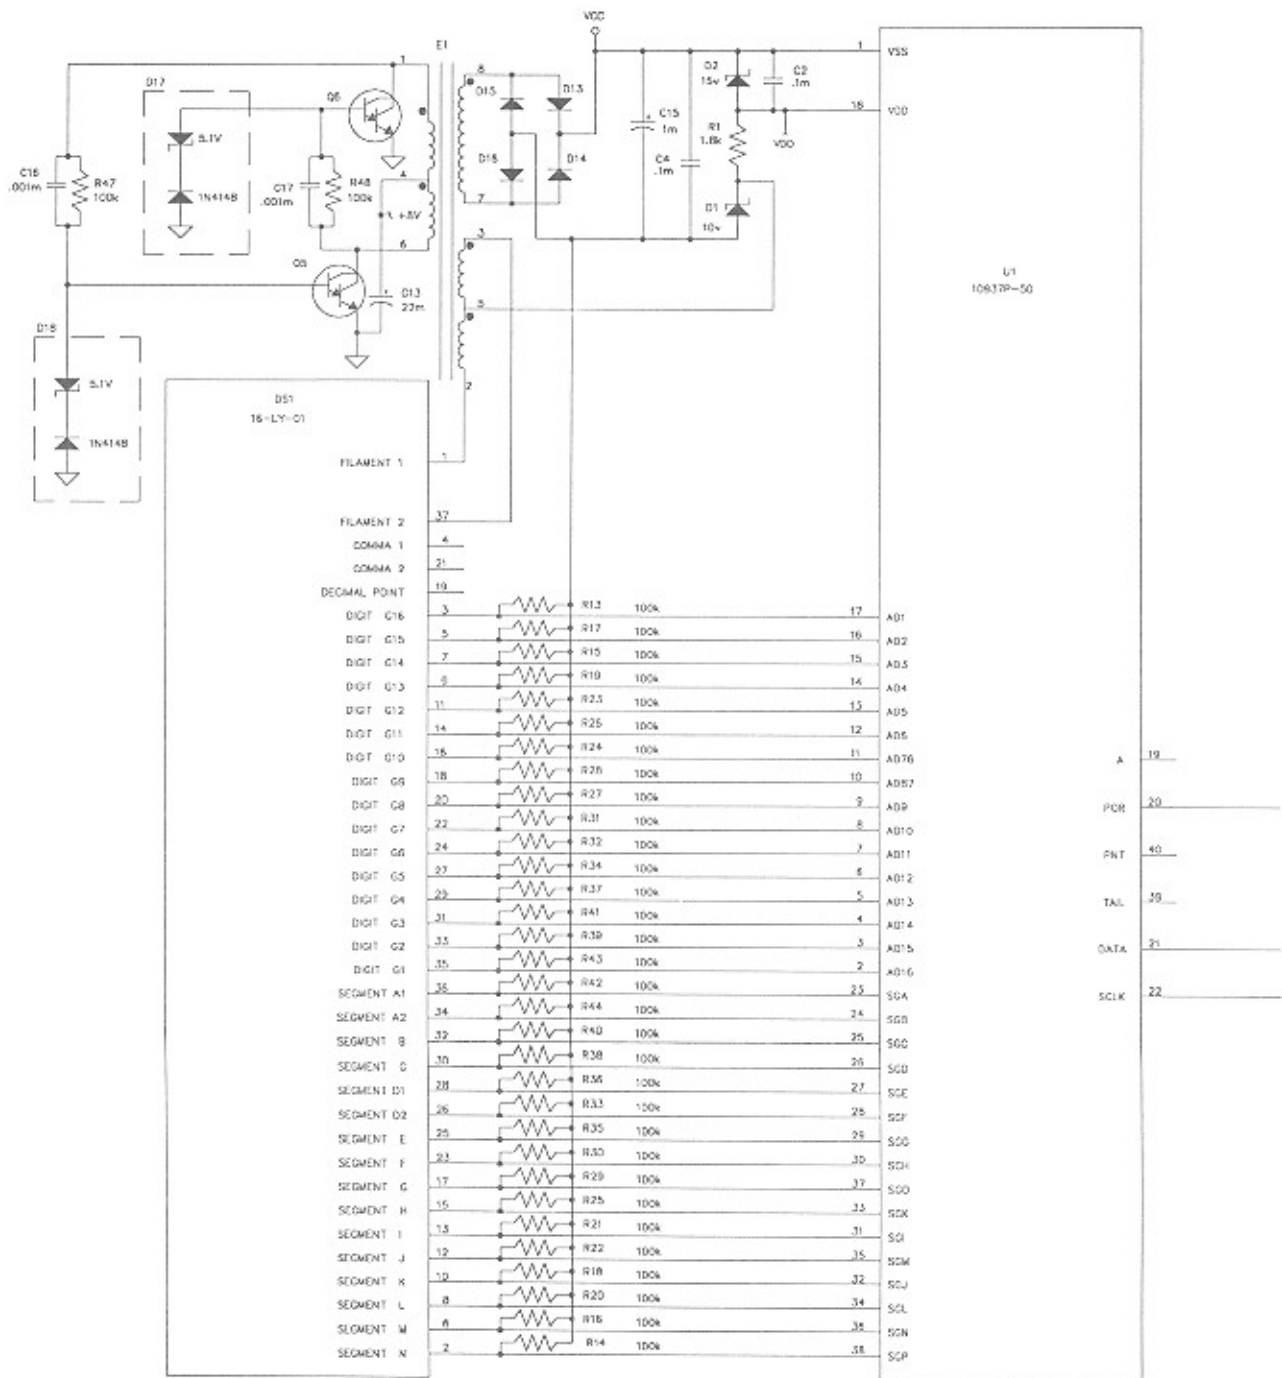 VCC
E1
1
8
1
VSS
D17
Q6
D15
D13
D2
15v
C2
.1m
18
VDD
5.1V
C15
1m
R1
1.8k
VDD
C16
.001m
R47
100k
1N4148
C17
.001m
R48
100k
4
D16
D14
C4
.1m
+5V
7
D1
10v
6
3
Q5
U1
10937P-50
C13
22m
5
D18
5.1V
2
DS1
16-LY-01
1N4148
FILAMENT 1
1
FILAMENT 2
37
COMMA 1
4
COMMA 2
21
DECIMAL POINT
19
DIGIT G16 3 R13 100k 17 AD1
DIGIT G15 5 R17 100k 16 AD2
DIGIT G14 7 R15 100k 15 AD3
DIGIT G13 9 R19 100k 14 AD4
DIGIT G12 11 R23 100k 13 AD5
DIGIT G11 14 R25 100k 12 AD6
DIGIT G10 16 R24 100k 11 AD76
DIGIT G9 18 R28 100k 10 AD87
DIGIT G8 20 R27 100k 9 AD9
DIGIT G7 22 R31 100k 8 AD10
DIGIT G6 24 R32 100k 7 AD11
DIGIT G5 27 R34 100k 6 AD12
DIGIT G4 29 R37 100k 5 AD13
DIGIT G3 31 R41 100k 4 AD14
DIGIT G2 33 R39 100k 3 AD15
DIGIT G1 35 R43 100k 2 AD16
SEGMENT A1 36 R42 100k 23 SGA
SEGMENT A2 34 R44 100k 24 SGB
SEGMENT B 32 R40 100k 25 SGC
SEGMENT C 30 R38 100k 26 SGD
SEGMENT D1 28 R36 100k 27 SGE
SEGMENT D2 26 R33 100k 28 SGF
SEGMENT E 25 R35 100k 29 SGG
SEGMENT F 23 R30 100k 30 SGH
SEGMENT G 17 R29 100k 37 SGO
SEGMENT H 15 R25 100k 33 SGK
SEGMENT I 13 R21 100k 31 SGI
SEGMENT J 12 R22 100k 35 SGM
SEGMENT K 10 R18 100k 32 SGJ
SEGMENT L 8 R20 100k 34 SGL
SEGMENT M 6 R16 100k 36 SGN
SEGMENT N 2 R14 100k 38 SGP
A 19
POR 20
PNT 40
TAIL 39
DATA 21
SCLK 22